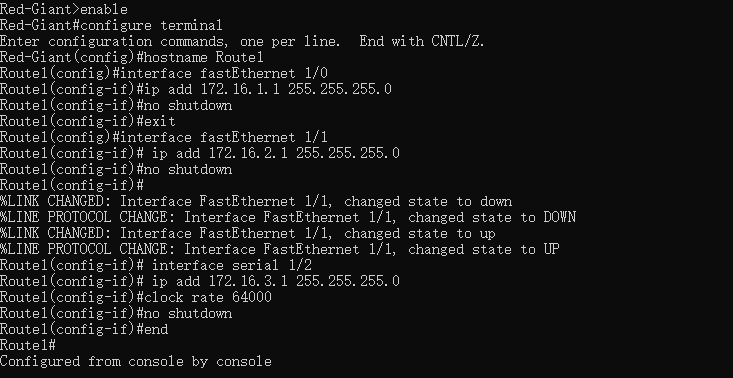 Red-Giant>enable
Red-Giant#configure terminal
Enter configuration commands, one per line.  End with CNTL/Z.
Red-Giant(config)#hostname Route1
Route1(config)#interface fastEthernet 1/0
Route1(config-if)#ip add 172.16.1.1 255.255.255.0
Route1(config-if)#no shutdown
Route1(config-if)#exit
Route1(config)#interface fastEthernet 1/1
Route1(config-if)# ip add 172.16.2.1 255.255.255.0
Route1(config-if)#no shutdown
Route1(config-if)#
%LINK CHANGED: Interface FastEthernet 1/1, changed state to down
%LINE PROTOCOL CHANGE: Interface FastEthernet 1/1, changed state to DOWN
%LINK CHANGED: Interface FastEthernet 1/1, changed state to up
%LINE PROTOCOL CHANGE: Interface FastEthernet 1/1, changed state to UP
Route1(config-if)# interface serial 1/2
Route1(config-if)# ip add 172.16.3.1 255.255.255.0
Route1(config-if)#clock rate 64000
Route1(config-if)#no shutdown
Route1(config-if)#end
Route1#
Configured from console by console